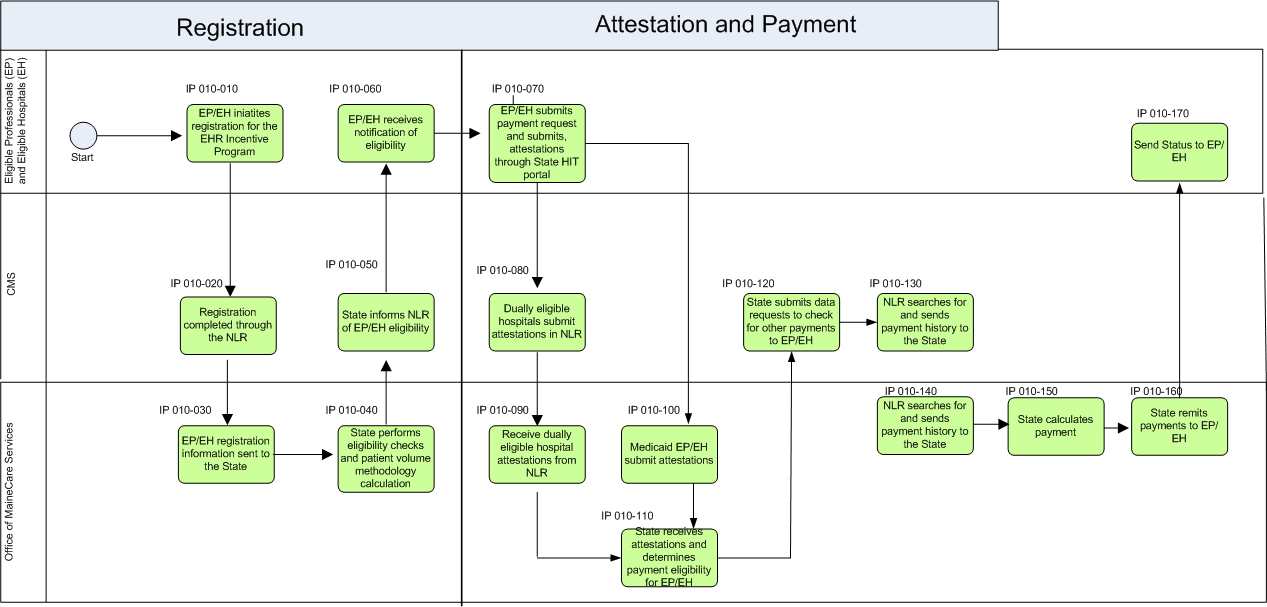 Registration
Attestation and Payment
Eligible Professionals (EP)
and Eligible Hospitals (EH)
Start
IP 010-010
EP/EH iniatites
registration for the
EHR Incentive
Program
IP 010-060
EP/EH receives
notification of
eligibility
IP 010-070
EP/EH submits
payment request
and submits,
attestations
through State HIT
portal
IP 010-170
Send Status to EP/
EH
CMS
IP 010-020
Registration
completed through
the NLR
IP 010-050
State informs NLR
of EP/EH eligibility
IP 010-080
Dually eligible
hospitals submit
attestations in NLR
IP 010-120
State submits data
requests to check
for other payments
to EP/EH
IP 010-130
NLR searches for
and sends
payment history to
the State
Office of MaineCare Services
IP 010-030
EP/EH registration
information sent to
the State
IP 010-040
State performs
eligibility checks
and patient volume
methodology
calculation
IP 010-090
Receive dually
eligible hospital
attestations from
NLR
IP 010-100
Medicaid EP/EH
submit attestations
IP 010-110
State receives
attestations and
determines
payment eligibility
for EP/EH
IP 010-140
NLR searches for
and sends
payment history to
the State
IP 010-150
State calculates
payment
IP 010-160
State remits
payments to EP/
EH